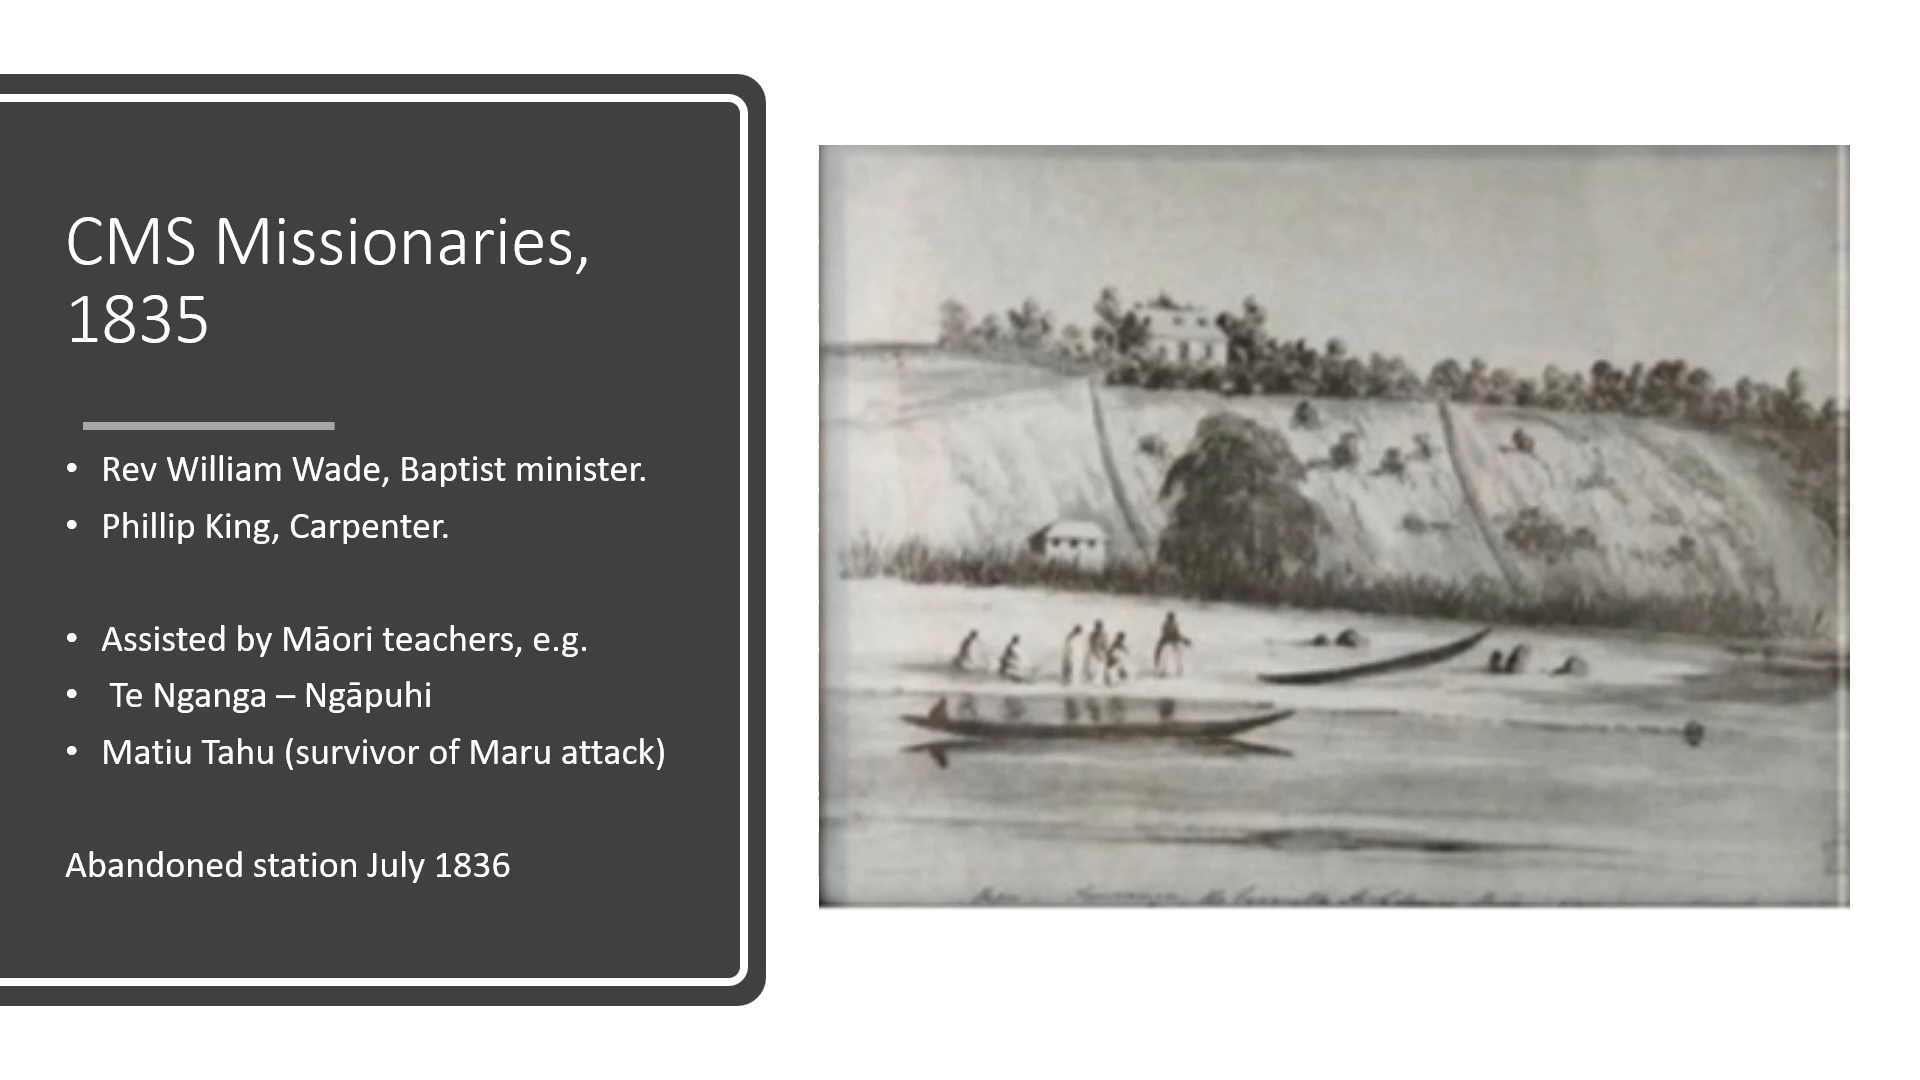 CMS Missionaries,
1835
• Rev William Wade, Baptist minister.
• Phillip King, Carpenter.
• Assisted by Māori teachers, e.g.
• Te Nganga – Ngāpuhi
• Matiu Tahu (survivor of Maru attack)
Abandoned station July 1836